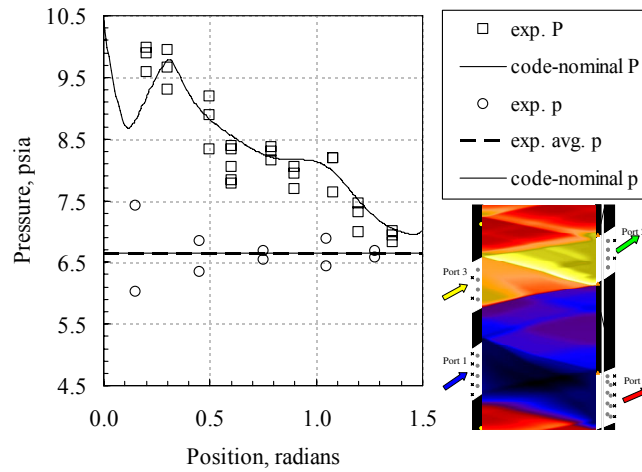 10.5
9.5
8.5
7.5
6.5
5.5
4.5
Pressure, psia
0.0
0.5
1.0
1.5
Position, radians
exp. P
code-nominal P
exp. p
exp. avg. p
code-nominal p
Port
Port 3
Port 1
Port